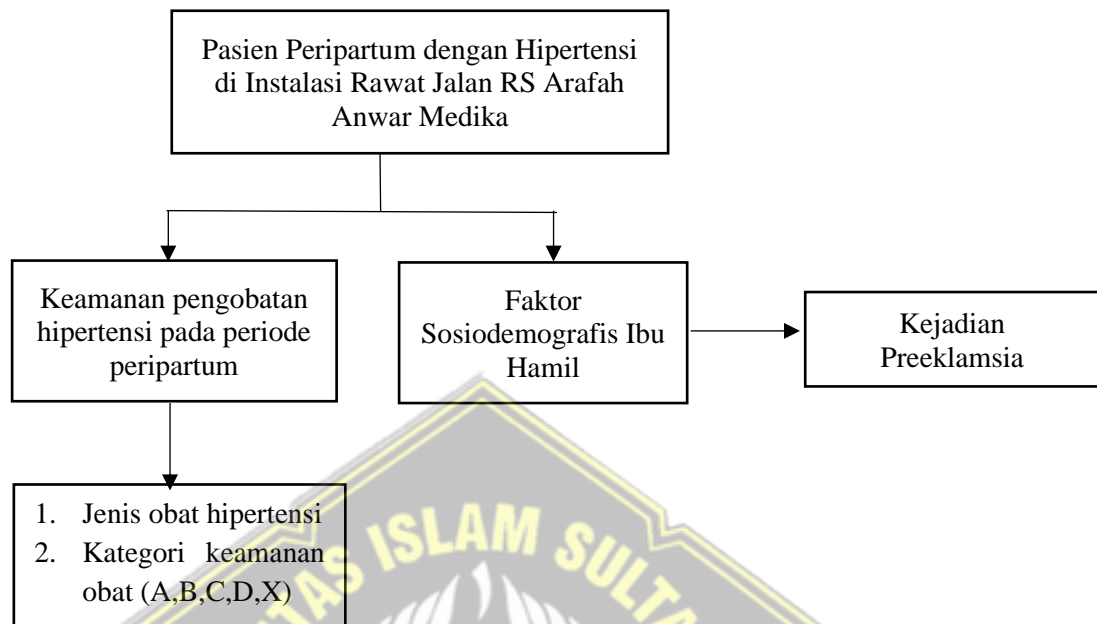 Pasien Peripartum dengan Hipertensi
di Instalasi Rawat Jalan RS Arafah
Anwar Medika
Keamanan pengobatan
hipertensi pada periode
peripartum
Faktor
Sosiodemografis Ibu
Hamil
Kejadian
Preeklamsia
1. Jenis obat hipertensi
2. Kategori keamanan
obat (A,B,C,D,X)
ISLAM SUL